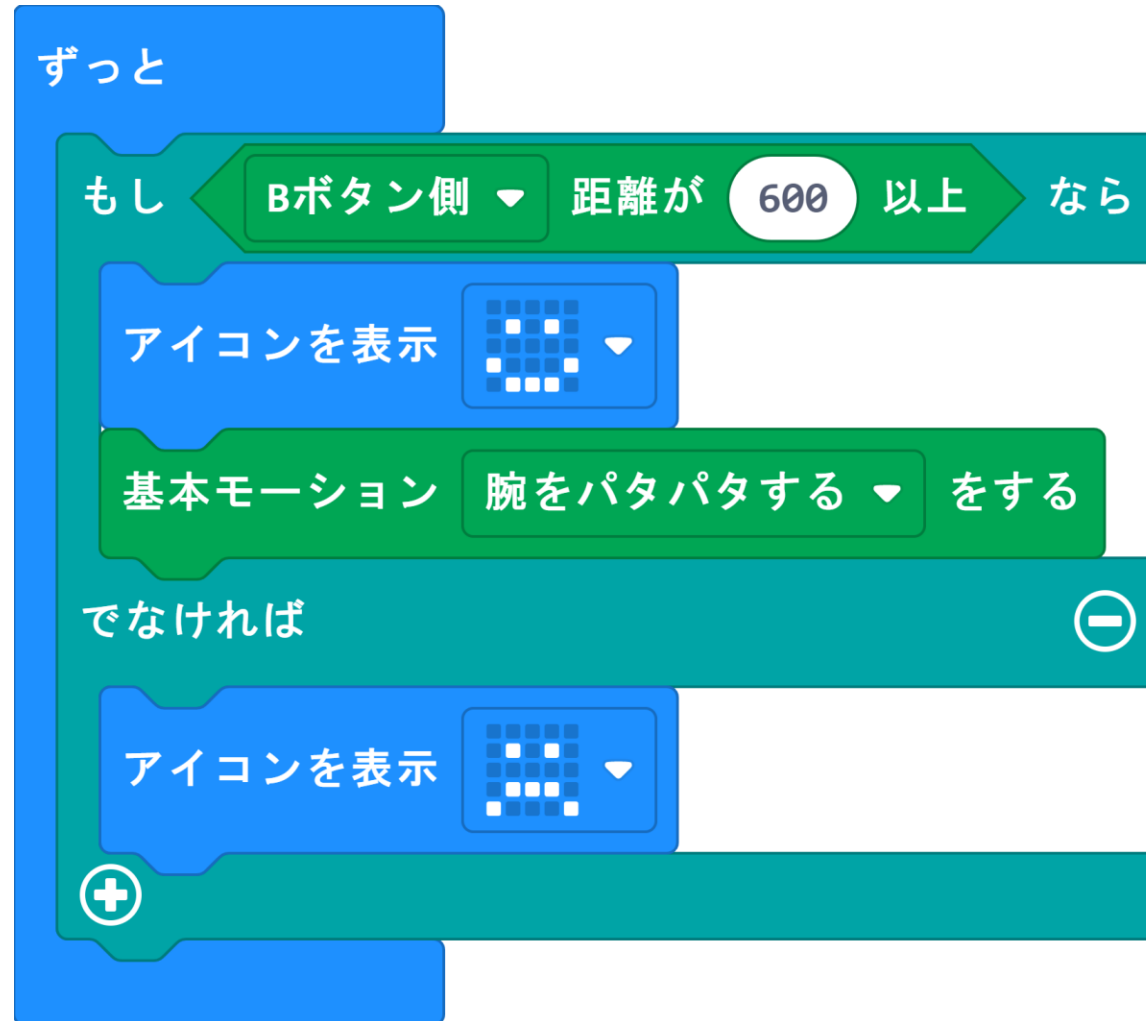 ずっと
もし Bボタン側 距離が 600 以上 なら
アイコンを表示
基本モーション 腕をパタパタする をする
でなければ
アイコンを表示